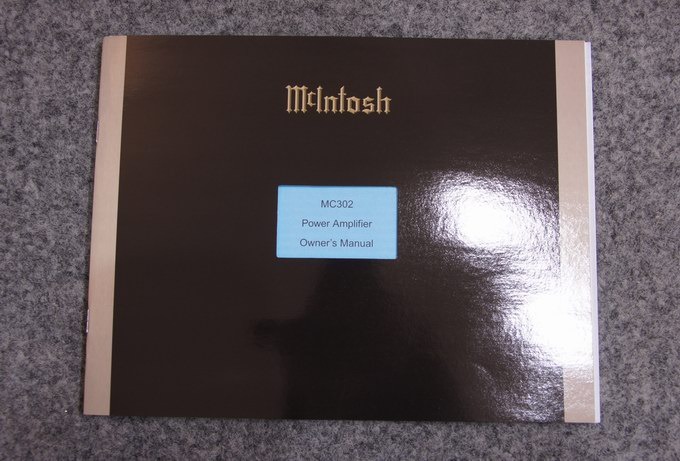 McIntosh
MC302
Power Amplifier
Owner's Manual